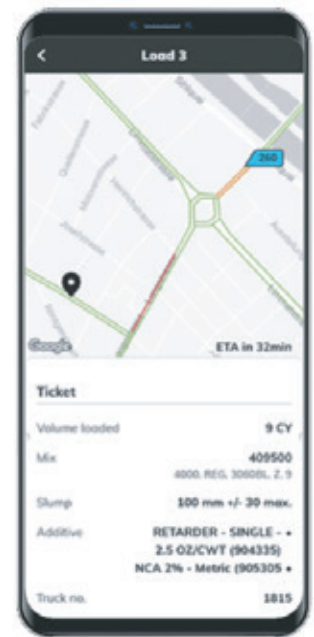 Load 3
260
Google
ETA in 32min
Ticket
Volume loaded 9 CY
Mix 409500
4000, REG, 3060BL, Z, 9
Slump 100 mm +/- 30 max.
Additive RETARDER - SINGLE - •
2.5 OZ/CWT (904335)
NCA 2% - Metric (905305 •
Truck no. 1815